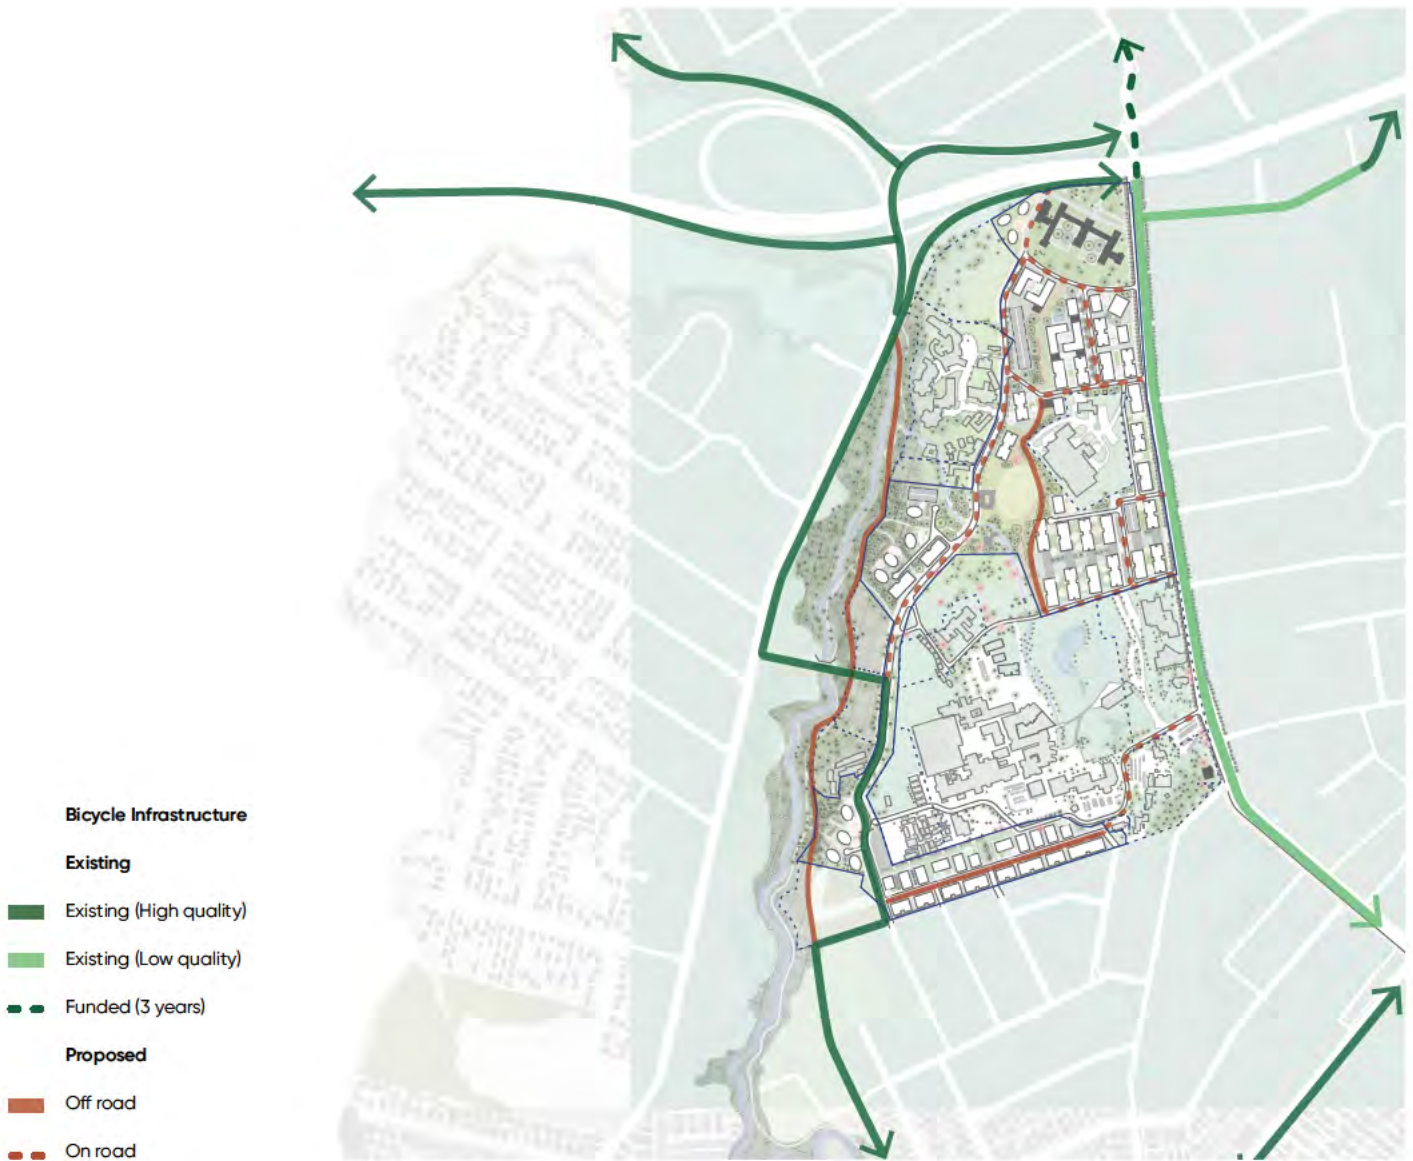 Bicycle Infrastructure
Existing
Existing (High quality)
Existing (Low quality)
Funded (3 years)
Proposed
Off road
On road